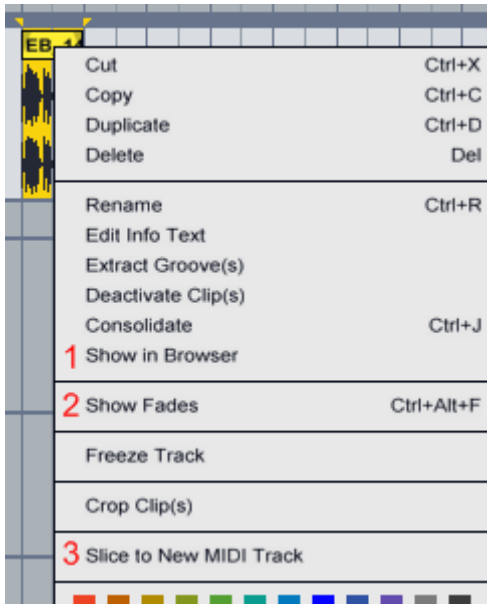 EB
Cut Ctrl+X
Copy Ctrl+C
Duplicate Ctrl+D
Delete Del
Rename Ctrl+R
Edit Info Text
Extract Groove(s)
Deactivate Clip(s)
Consolidate Ctrl+J
1 Show in Browser
2 Show Fades Ctrl+Alt+F
Freeze Track
Crop Clip(s)
3 Slice to New MIDI Track